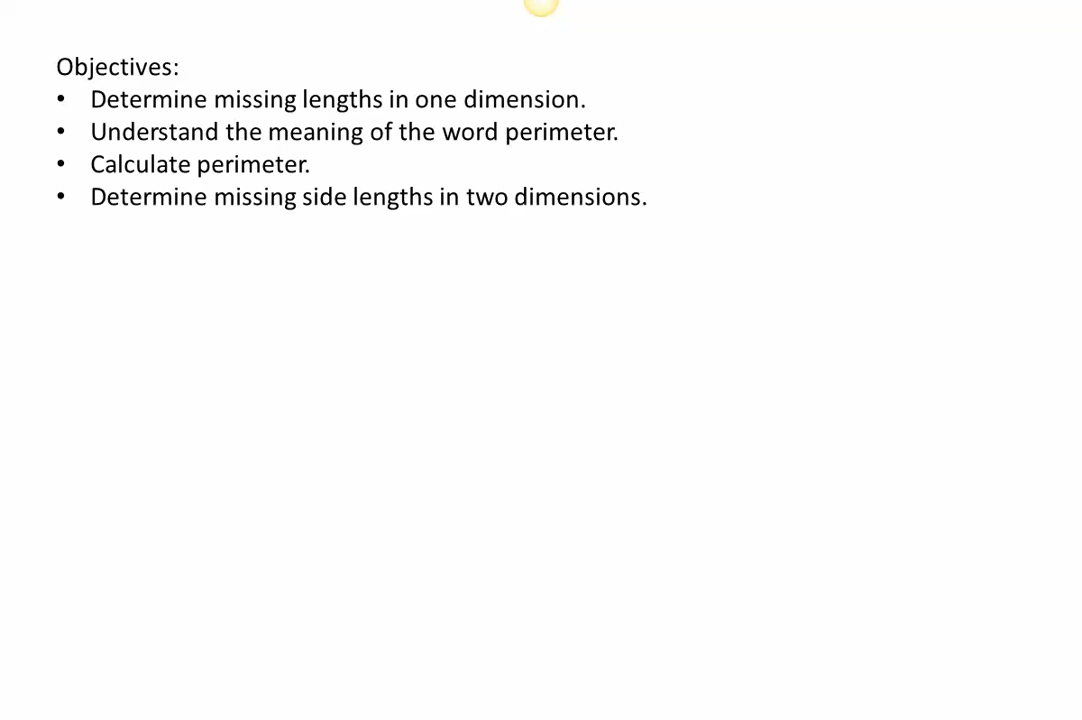 Objectives:
• Determine missing lengths in one dimension.
• Understand the meaning of the word perimeter.
• Calculate perimeter.
• Determine missing side lengths in two dimensions.